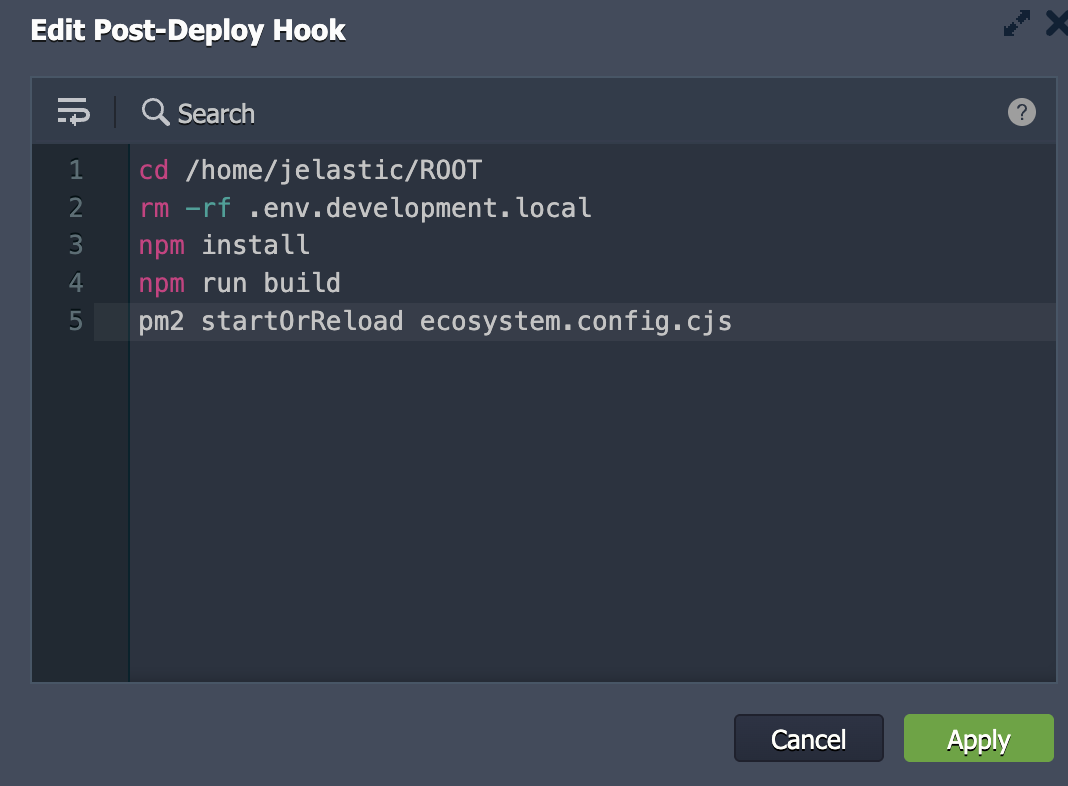 Edit Post-Deploy Hook
Search
?
1 cd /home/jelastic/ROOT
2 rm -rf .env.development.local
3 npm install
4 npm run build
5 pm2 startOrReload ecosystem.config.cjs
Cancel Apply